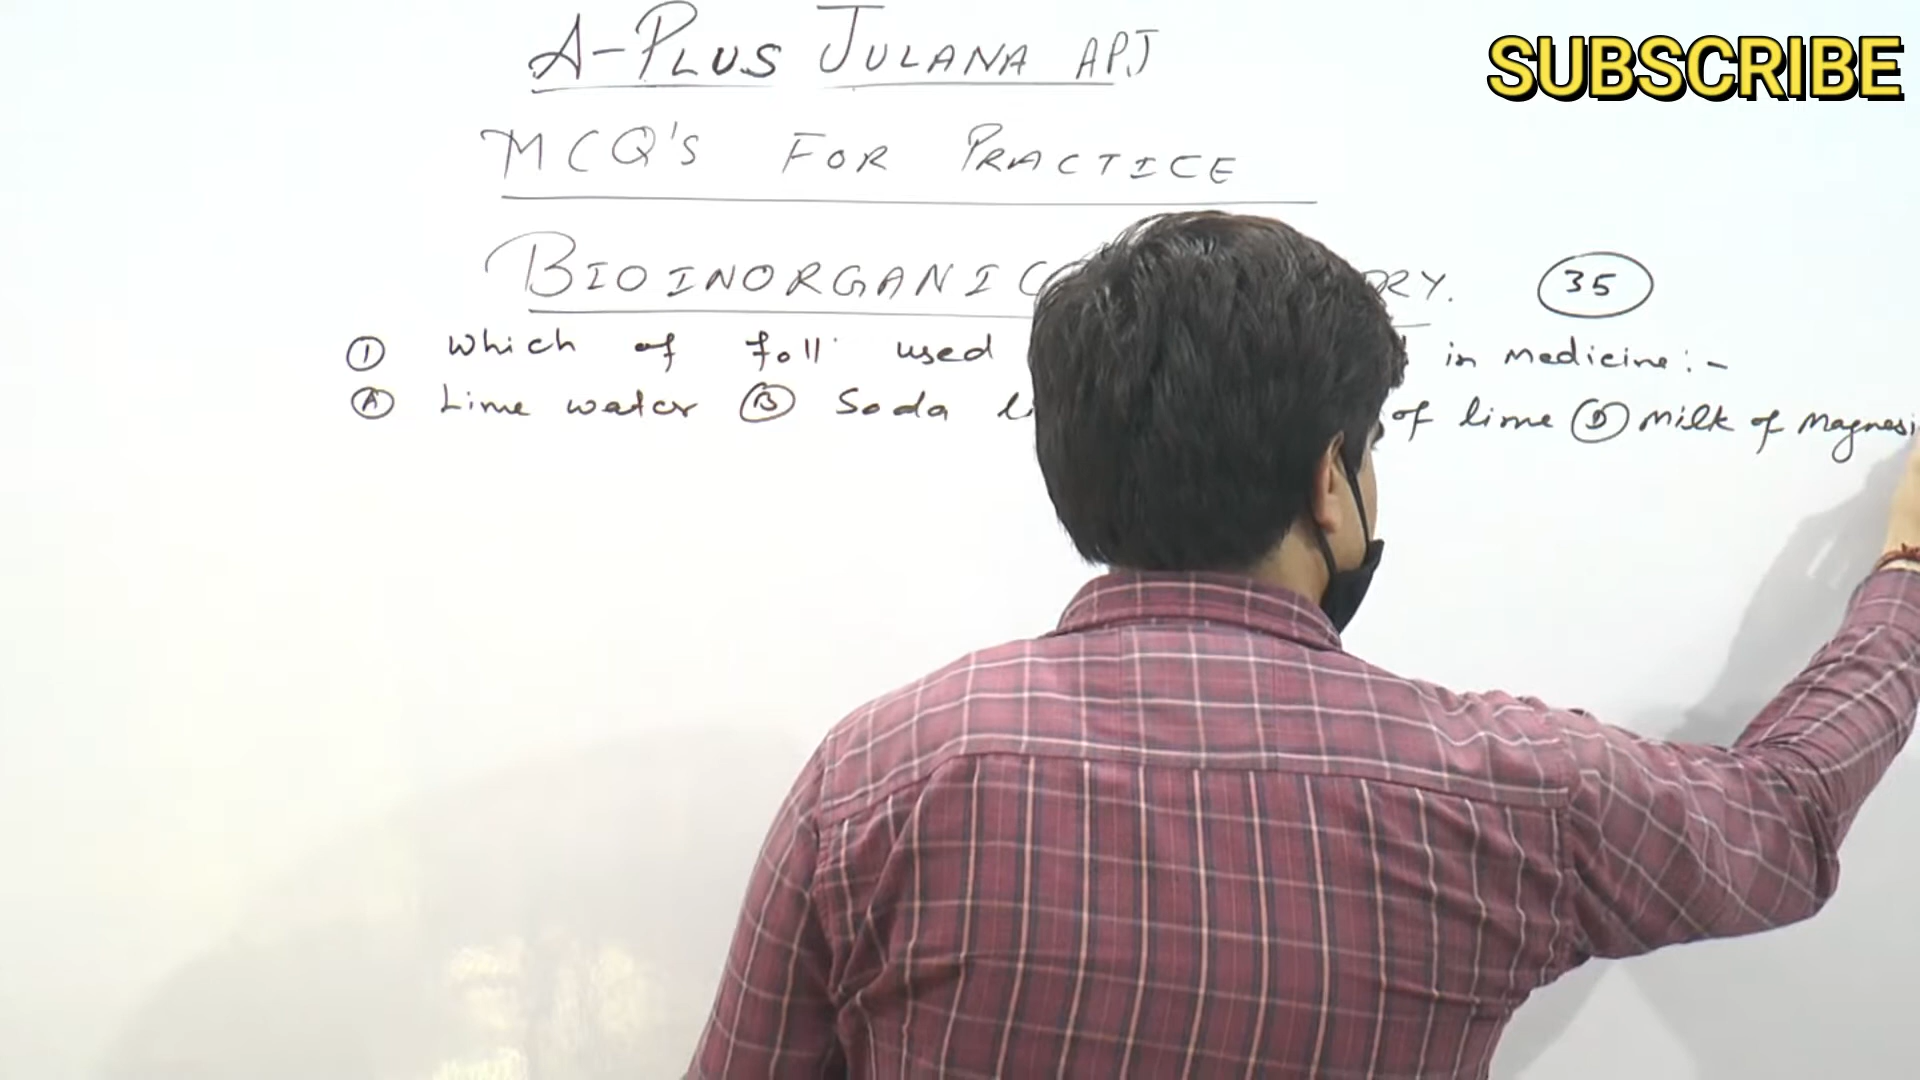 A-PLUS JULANA APJ
SUBSCRIBE
MCQ'S FOR PRACTICE
BIOINORGANIC 35
① Which of foll. used in medicine:-
Ⓐ Lime water Ⓑ Soda of lime Ⓓ Milk of Magnesi